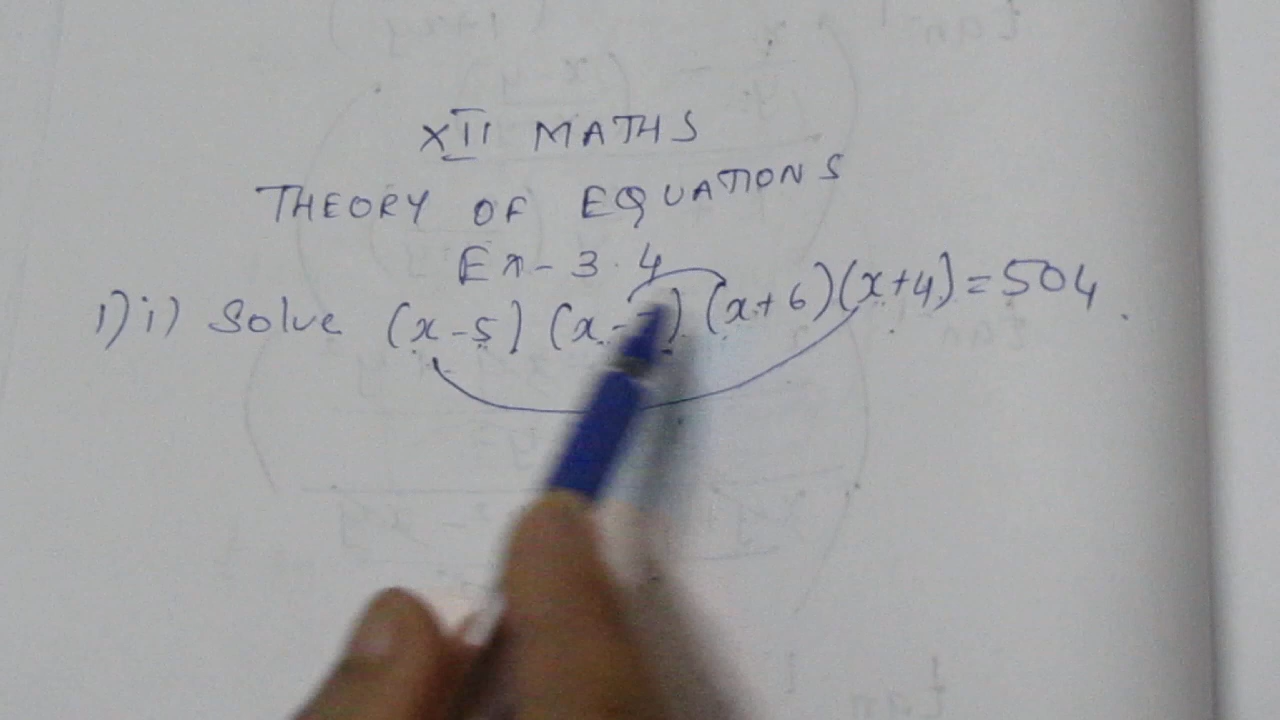 XII MATHS
THEORY OF EQUATIONS
Ex-3.4
1) i) Solve (x-5) (x-7) (x+6)(x+4)=504.